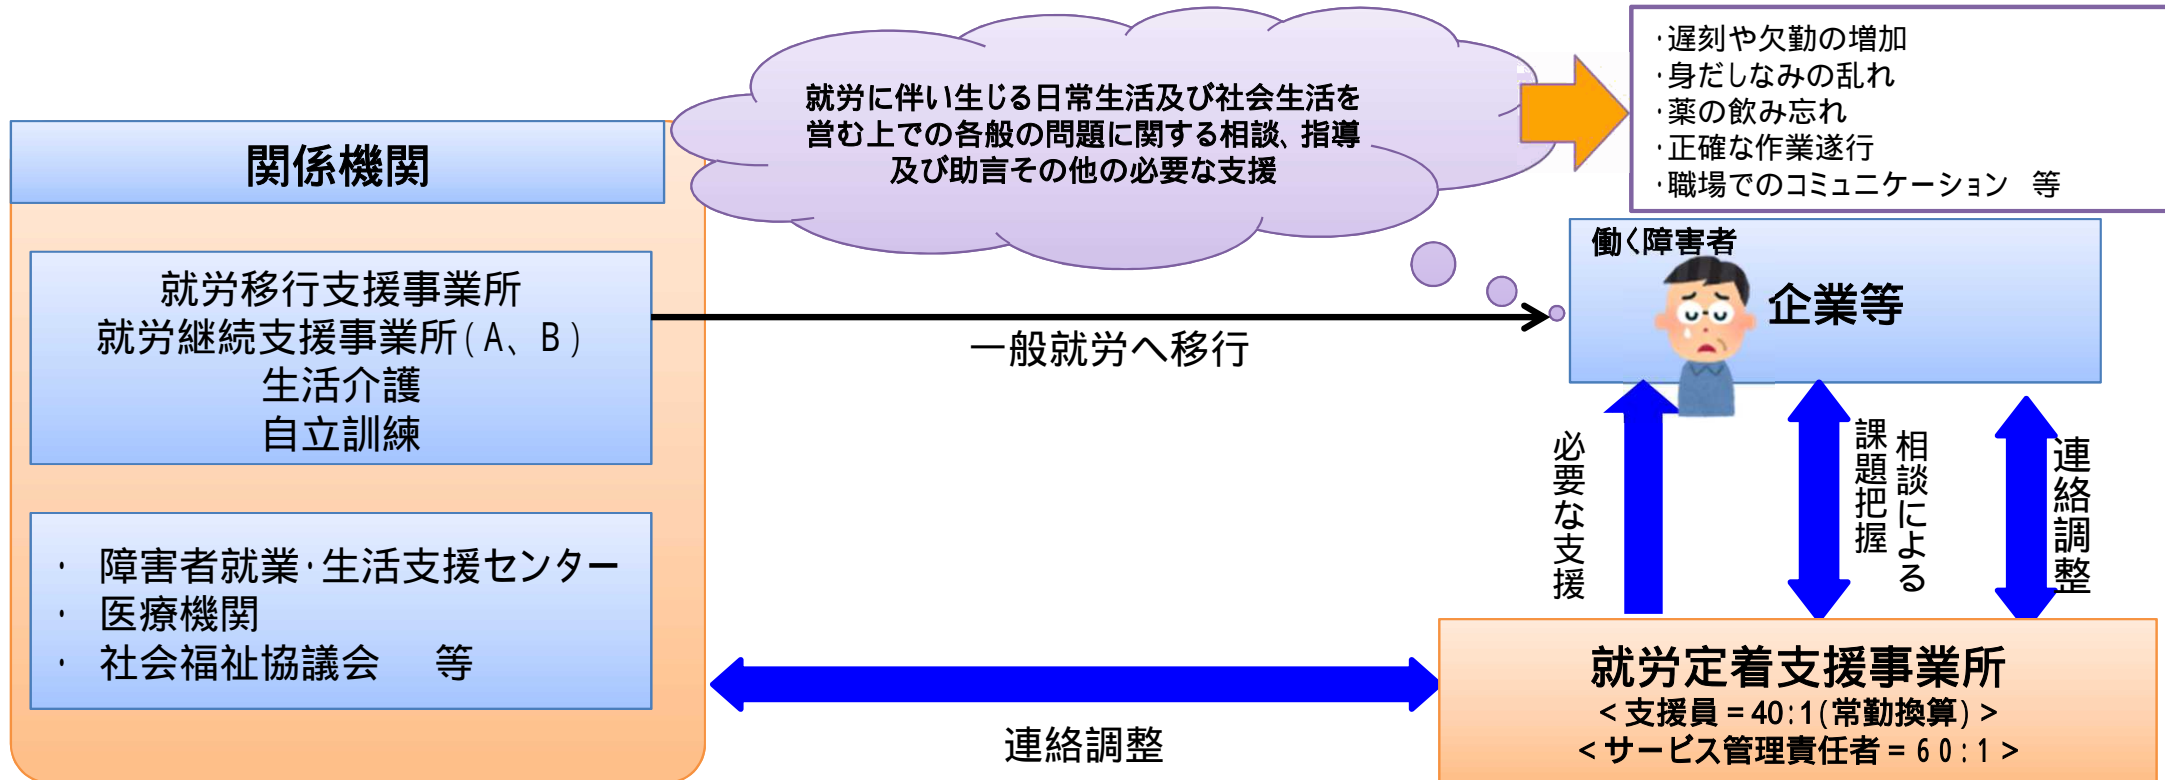 就労に伴い生じる日常生活及び社会生活を
営む上での各般の問題に関する相談、指導
及び助言その他の必要な支援
・遅刻や欠勤の増加
・身だしなみの乱れ
・薬の飲み忘れ
・正確な作業遂行
・職場でのコミュニケーション　等
関係機関
就労移行支援事業所
就労継続支援事業所(A、B)
生活介護
自立訓練
・ 障害者就業・生活支援センター
・ 医療機関
・ 社会福祉協議会　等
一般就労へ移行
働く障害者
企業等
必要な支援
相談による
課題把握
連絡調整
連絡調整
就労定着支援事業所
<支援員=40:1(常勤換算)>
<サービス管理責任者=60:1>